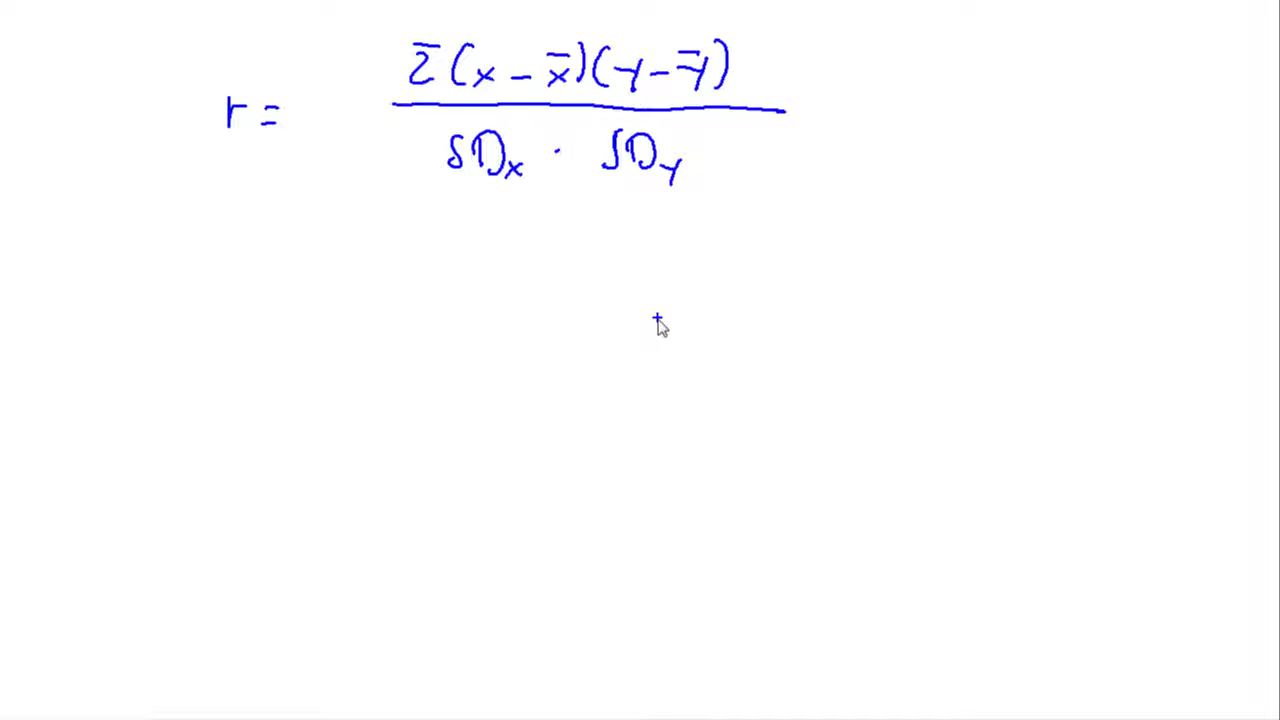 r = Σ(x - x̄)(y - ȳ) / SDx · SDy